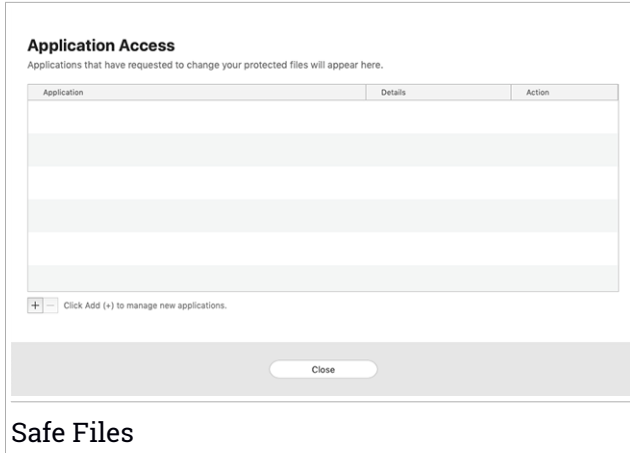 Application Access
Applications that have requested to change your protected files will appear here.
Application Details Action
+ − Click Add (+) to manage new applications.
Close
Safe Files